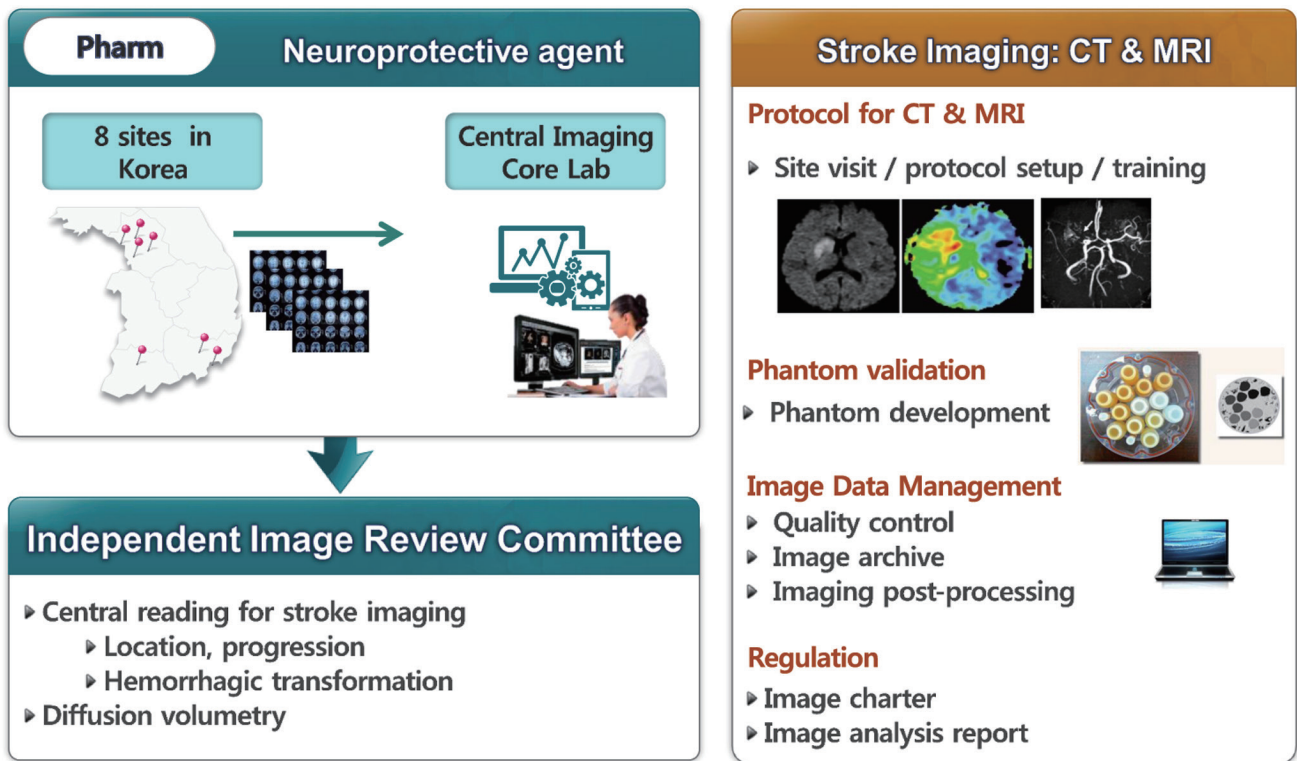 Pharm
Neuroprotective agent
8 sites in
Korea
Central Imaging
Core Lab
Independent Image Review Committee
Central reading for stroke imaging
Location, progression
Hemorrhagic transformation
Diffusion volumetry
Stroke Imaging: CT & MRI
Protocol for CT & MRI
Site visit / protocol setup / training
Phantom validation
Phantom development
Image Data Management
Quality control
Image archive
Imaging post-processing
Regulation
Image charter
Image analysis report